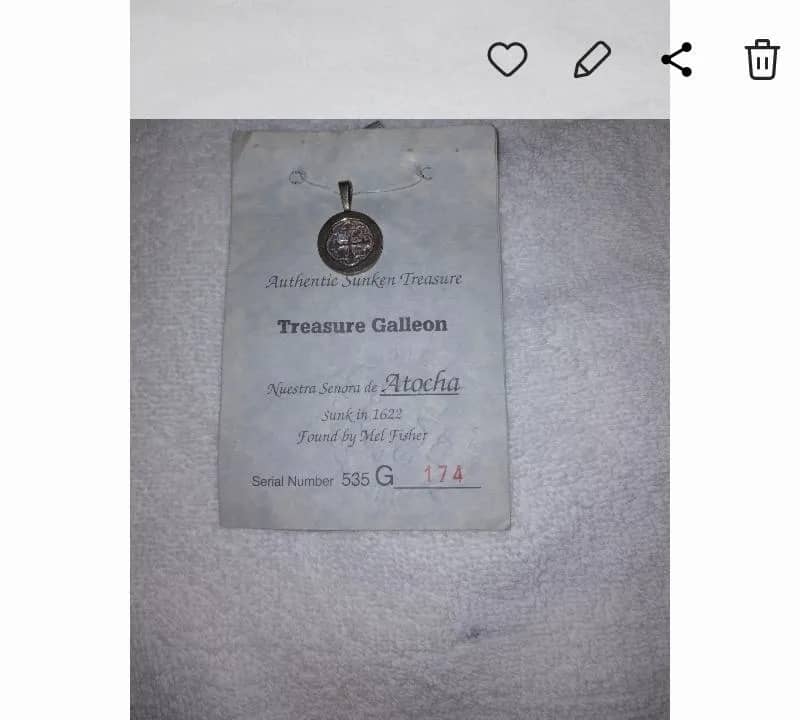 Authentic Sunken Treasure
Treasure Galleon
Nuestra Senora de Atocha
Sunk in 1622
Found by Mel Fisher
Serial Number 535 G 174